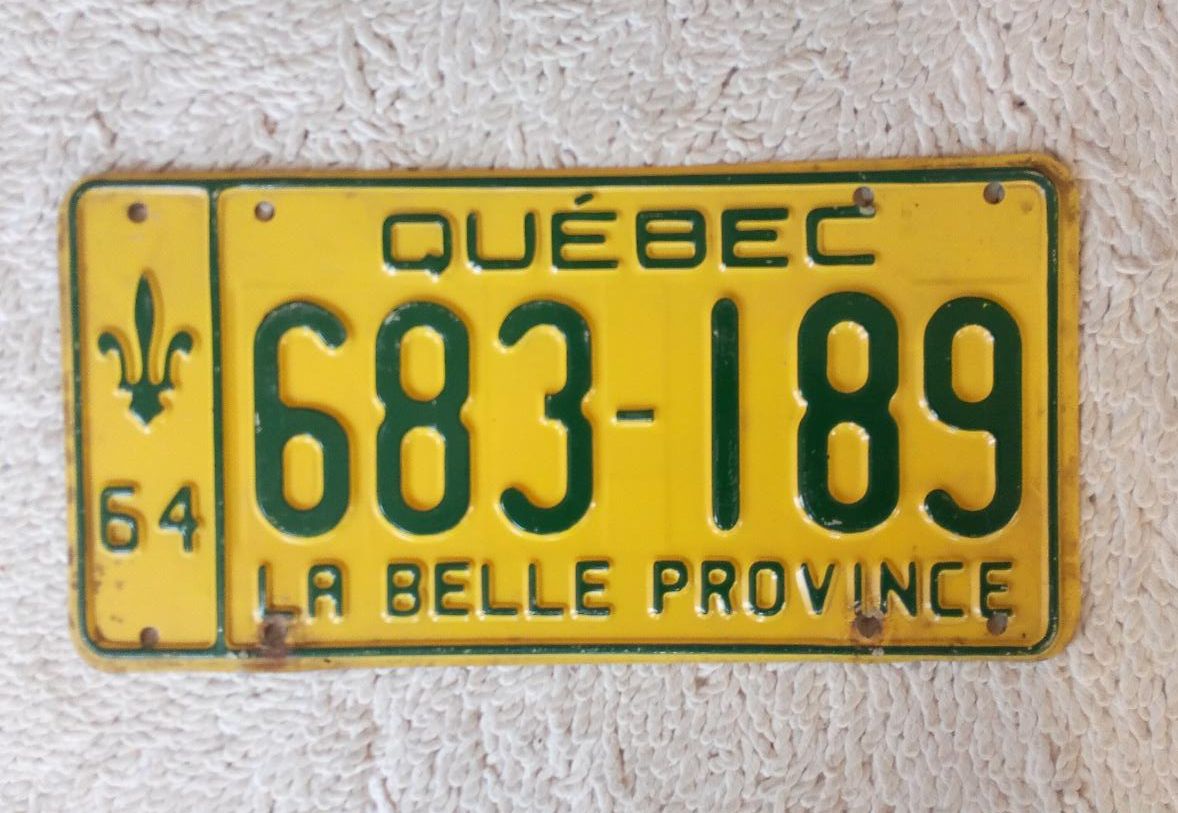 QUÉBEC
683-189
64
LA BELLE PROVINCE